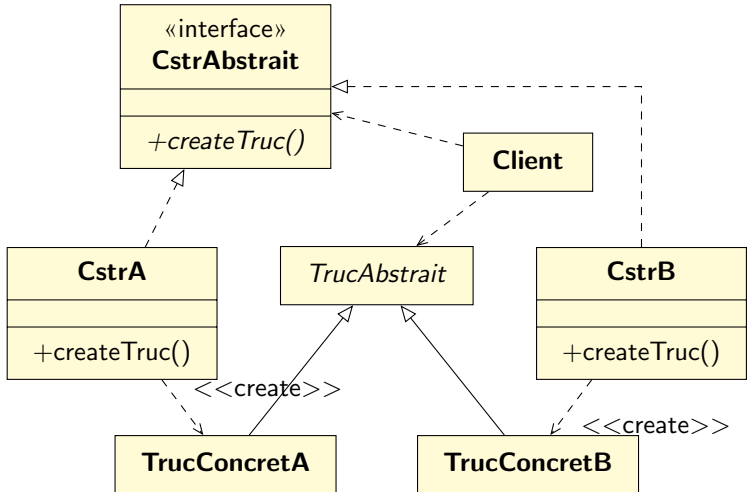 «interface»
CstrAbstrait
+createTruc()
Client
CstrA
+createTruc()
TrucAbstrait
CstrB
+createTruc()
<<create>>
<<create>>
TrucConcretA
TrucConcretB